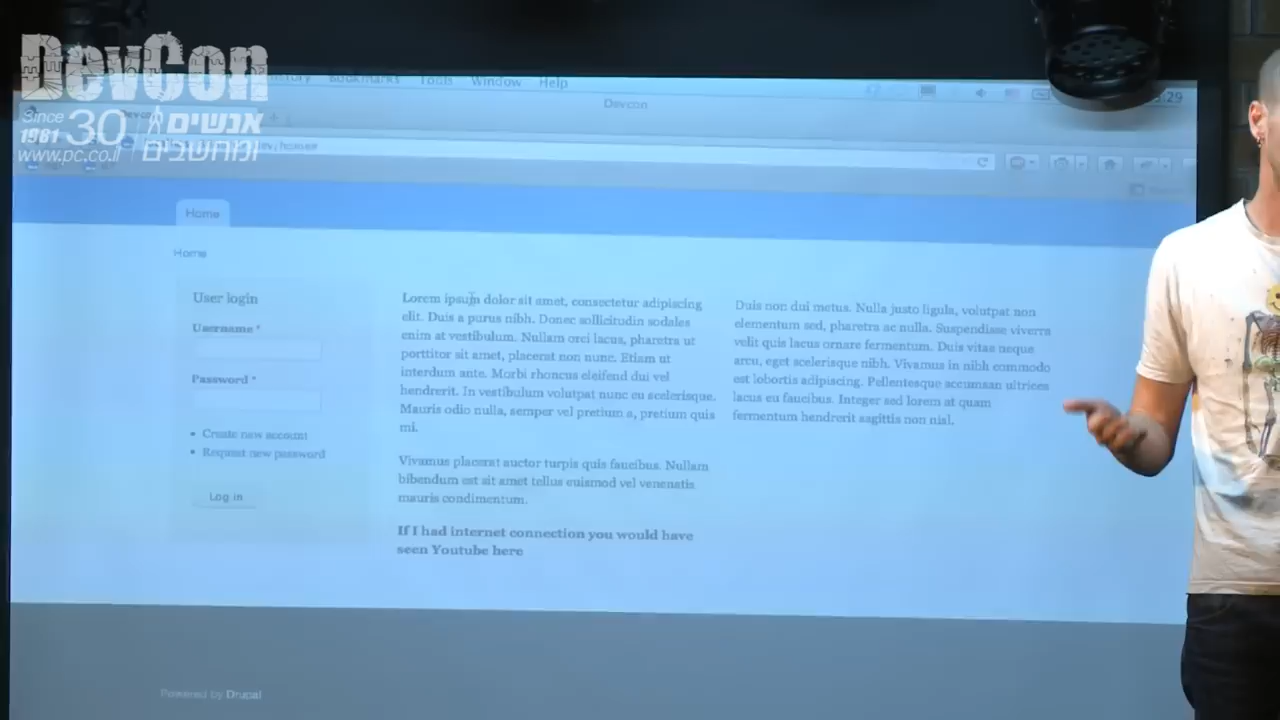 DevCon
Since
1981 30 אנשים
ומחשבים
www.pc.co.il
Bookmarks Tools Window Help
Devcon
Home
Home
User login
Username *
Password *
Create new account
Request new password
Log in
Lorem ipsum dolor sit amet, consectetur adipiscing
elit. Duis a purus nibh. Donec sollicitudin sodales
enim at vestibulum. Nullam orci lacus, pharetra ut
porttitor sit amet, placerat non nunc. Etiam ut
interdum ante. Morbi rhoncus eleifend dui vel
hendrerit. In vestibulum volutpat nunc eu scelerisque.
Mauris odio nulla, semper vel pretium a, pretium quis
mi.
Vivamus placerat auctor turpis quis faucibus. Nullam
bibendum est sit amet tellus euismod vel venenatis
mauris condimentum.
If I had internet connection you would have
seen Youtube here
Duis non dui metus. Nulla justo ligula, volutpat non
elementum sed, pharetra ac nulla. Suspendisse viverra
velit quis lacus ornare fermentum. Duis vitae neque
arcu, eget scelerisque nibh. Vivamus in nibh commodo
est lobortis adipiscing. Pellentesque accumsan ultrices
lacus eu faucibus. Integer sed lorem at quam
fermentum hendrerit sagittis non nisl.
Powered by Drupal